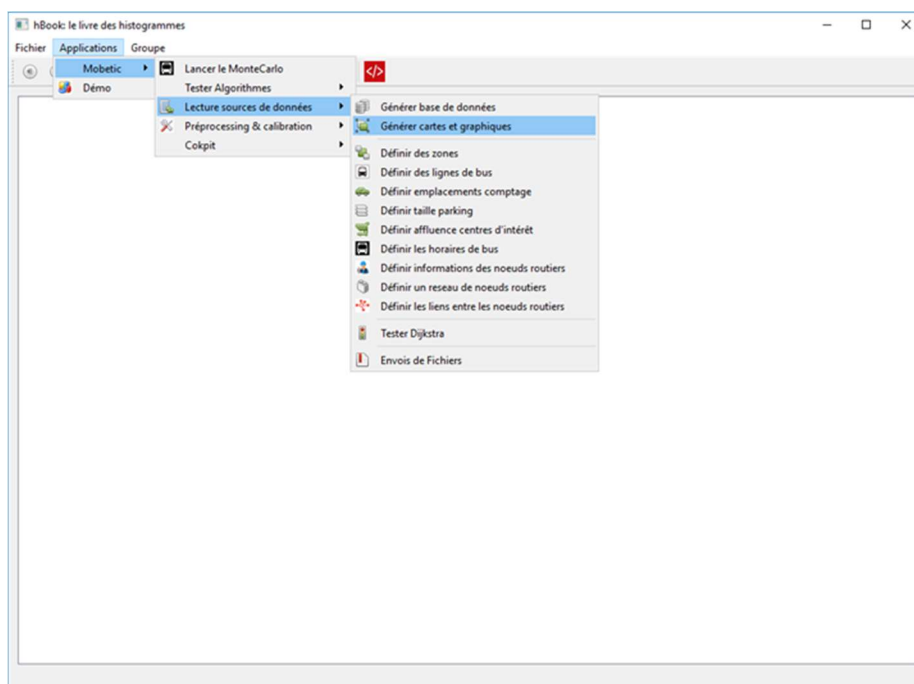 hBook: le livre des histogrammes
Fichier Applications Groupe
Mobetic
Démo
Lancer le MonteCarlo
Tester Algorithmes
Lecture sources de données
Préprocessing & calibration
Cokpit
</>
Générer base de données
Générer cartes et graphiques
Définir des zones
Définir des lignes de bus
Définir emplacements comptage
Définir taille parking
Définir affluence centres d'intérêt
Définir les horaires de bus
Définir informations des noeuds routiers
Définir un reseau de noeuds routiers
Définir les liens entre les noeuds routiers
Tester Dijkstra
Envois de Fichiers